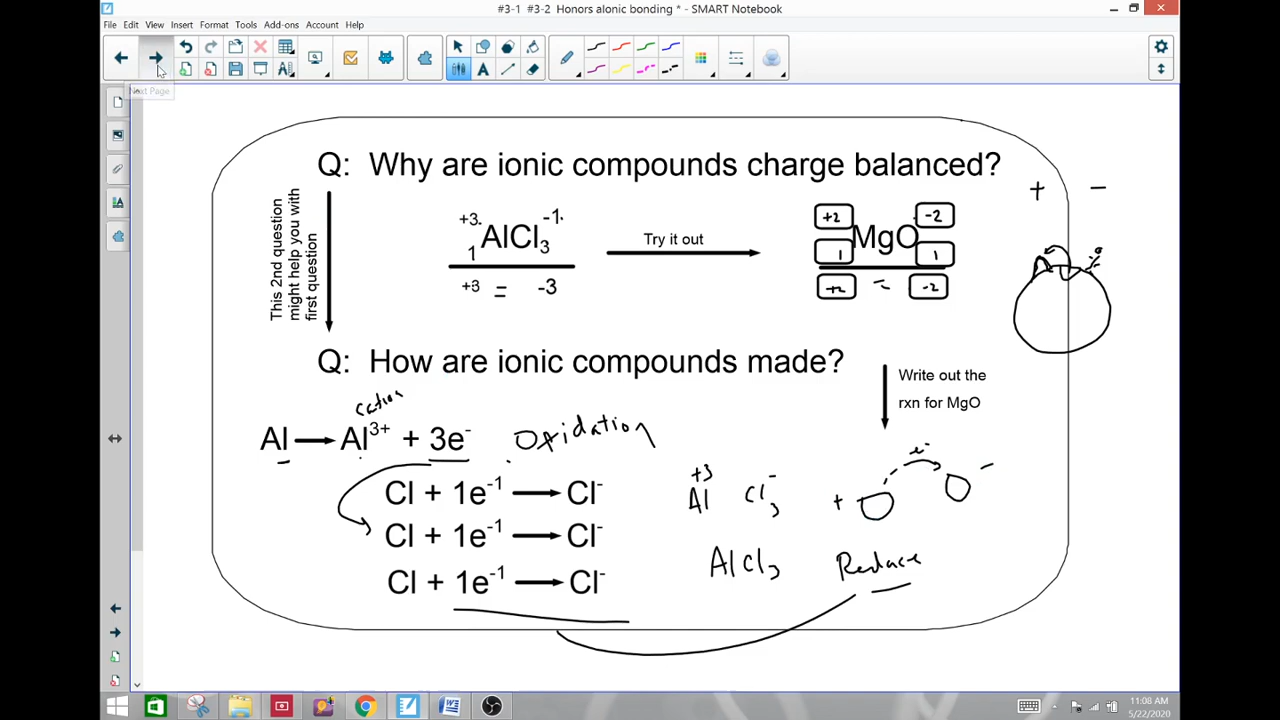 #3-1 #3-2 Honors aIonic bonding * - SMART Notebook
File Edit View Insert Format Tools Add-ons Account Help
Next Page
Q: Why are ionic compounds charge balanced?
This 2nd question
might help you with
first question
+3 -1
1 AlCl3
+3 = -3
Try it out
+2 -2
1 MgO 1
+2 = -2
+ -
Q: How are ionic compounds made?
Write out the
rxn for MgO
cation
Al → Al3+ + 3e- Oxidation
Cl + 1e-1 → Cl-
Cl + 1e-1 → Cl-
Cl + 1e-1 → Cl-
+3 -
Al Cl3
AlCl3
e-
+ -
Reduce
11:08 AM
5/22/2020